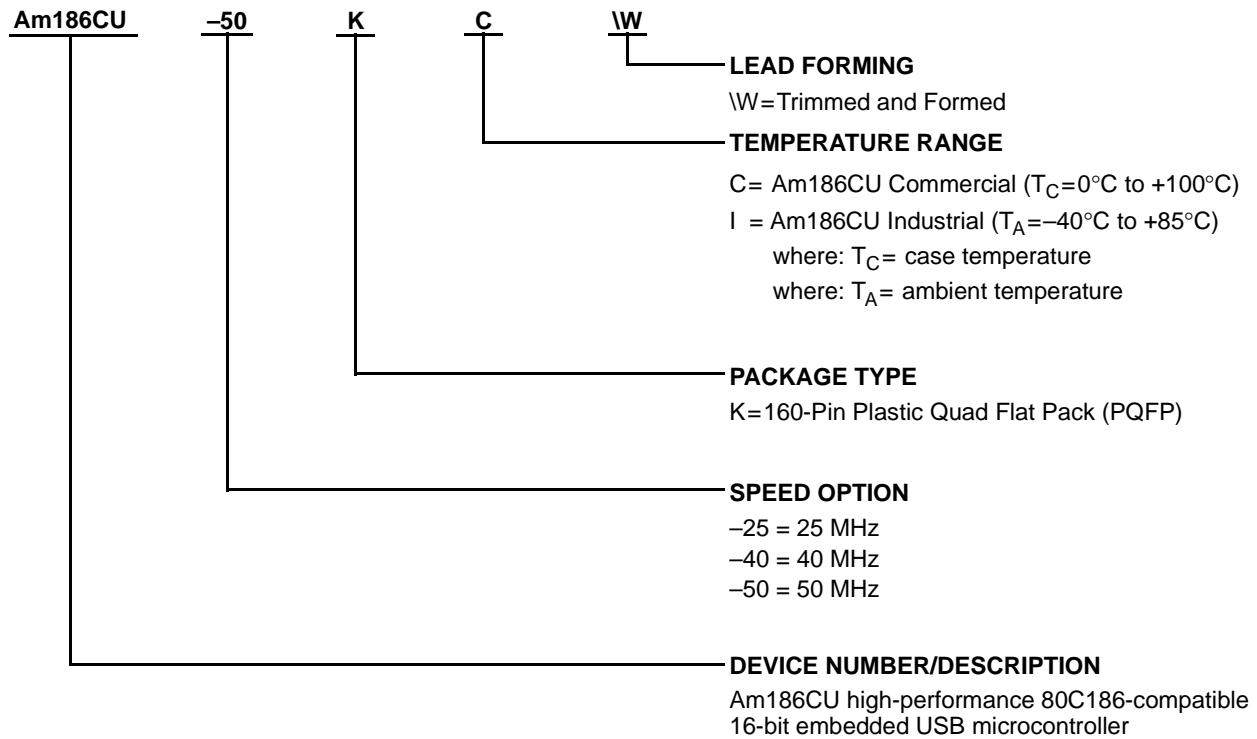 Am186CU –50 K C \W
LEAD FORMING
\W=Trimmed and Formed
TEMPERATURE RANGE
C= Am186CU Commercial (TC=0°C to +100°C)
I = Am186CU Industrial (TA=–40°C to +85°C)
where: TC= case temperature
where: TA= ambient temperature
PACKAGE TYPE
K=160-Pin Plastic Quad Flat Pack (PQFP)
SPEED OPTION
–25 = 25 MHz
–40 = 40 MHz
–50 = 50 MHz
DEVICE NUMBER/DESCRIPTION
Am186CU high-performance 80C186-compatible
16-bit embedded USB microcontroller